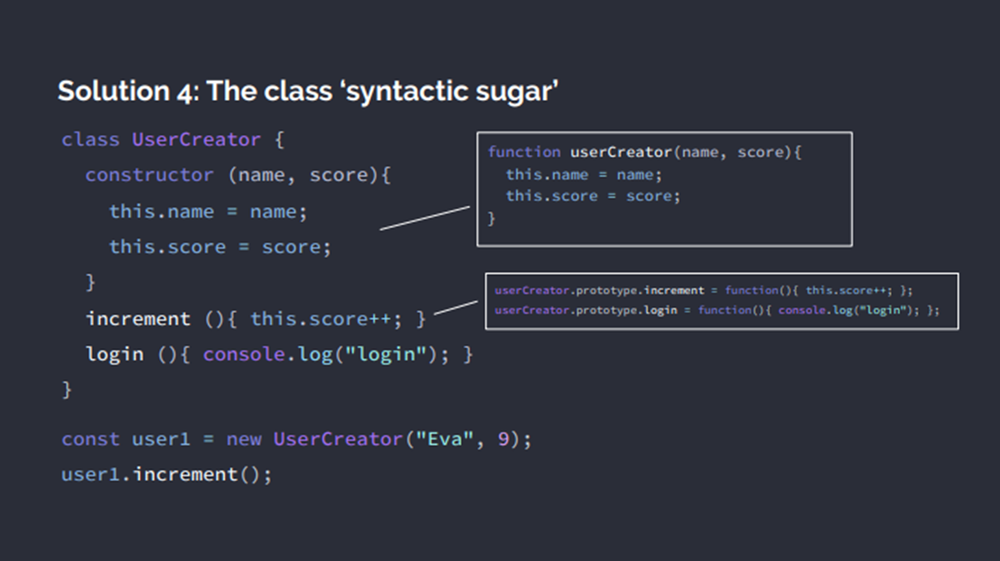 Solution 4: The class ‘syntactic sugar’
class UserCreator {
constructor (name, score){
this.name = name;
this.score = score;
}
increment (){ this.score++; }
login (){ console.log("login"); }
}
const user1 = new UserCreator("Eva", 9);
user1.increment();
function userCreator(name, score){
this.name = name;
this.score = score;
}
userCreator.prototype.increment = function(){ this.score++; };
userCreator.prototype.login = function(){ console.log("login"); };